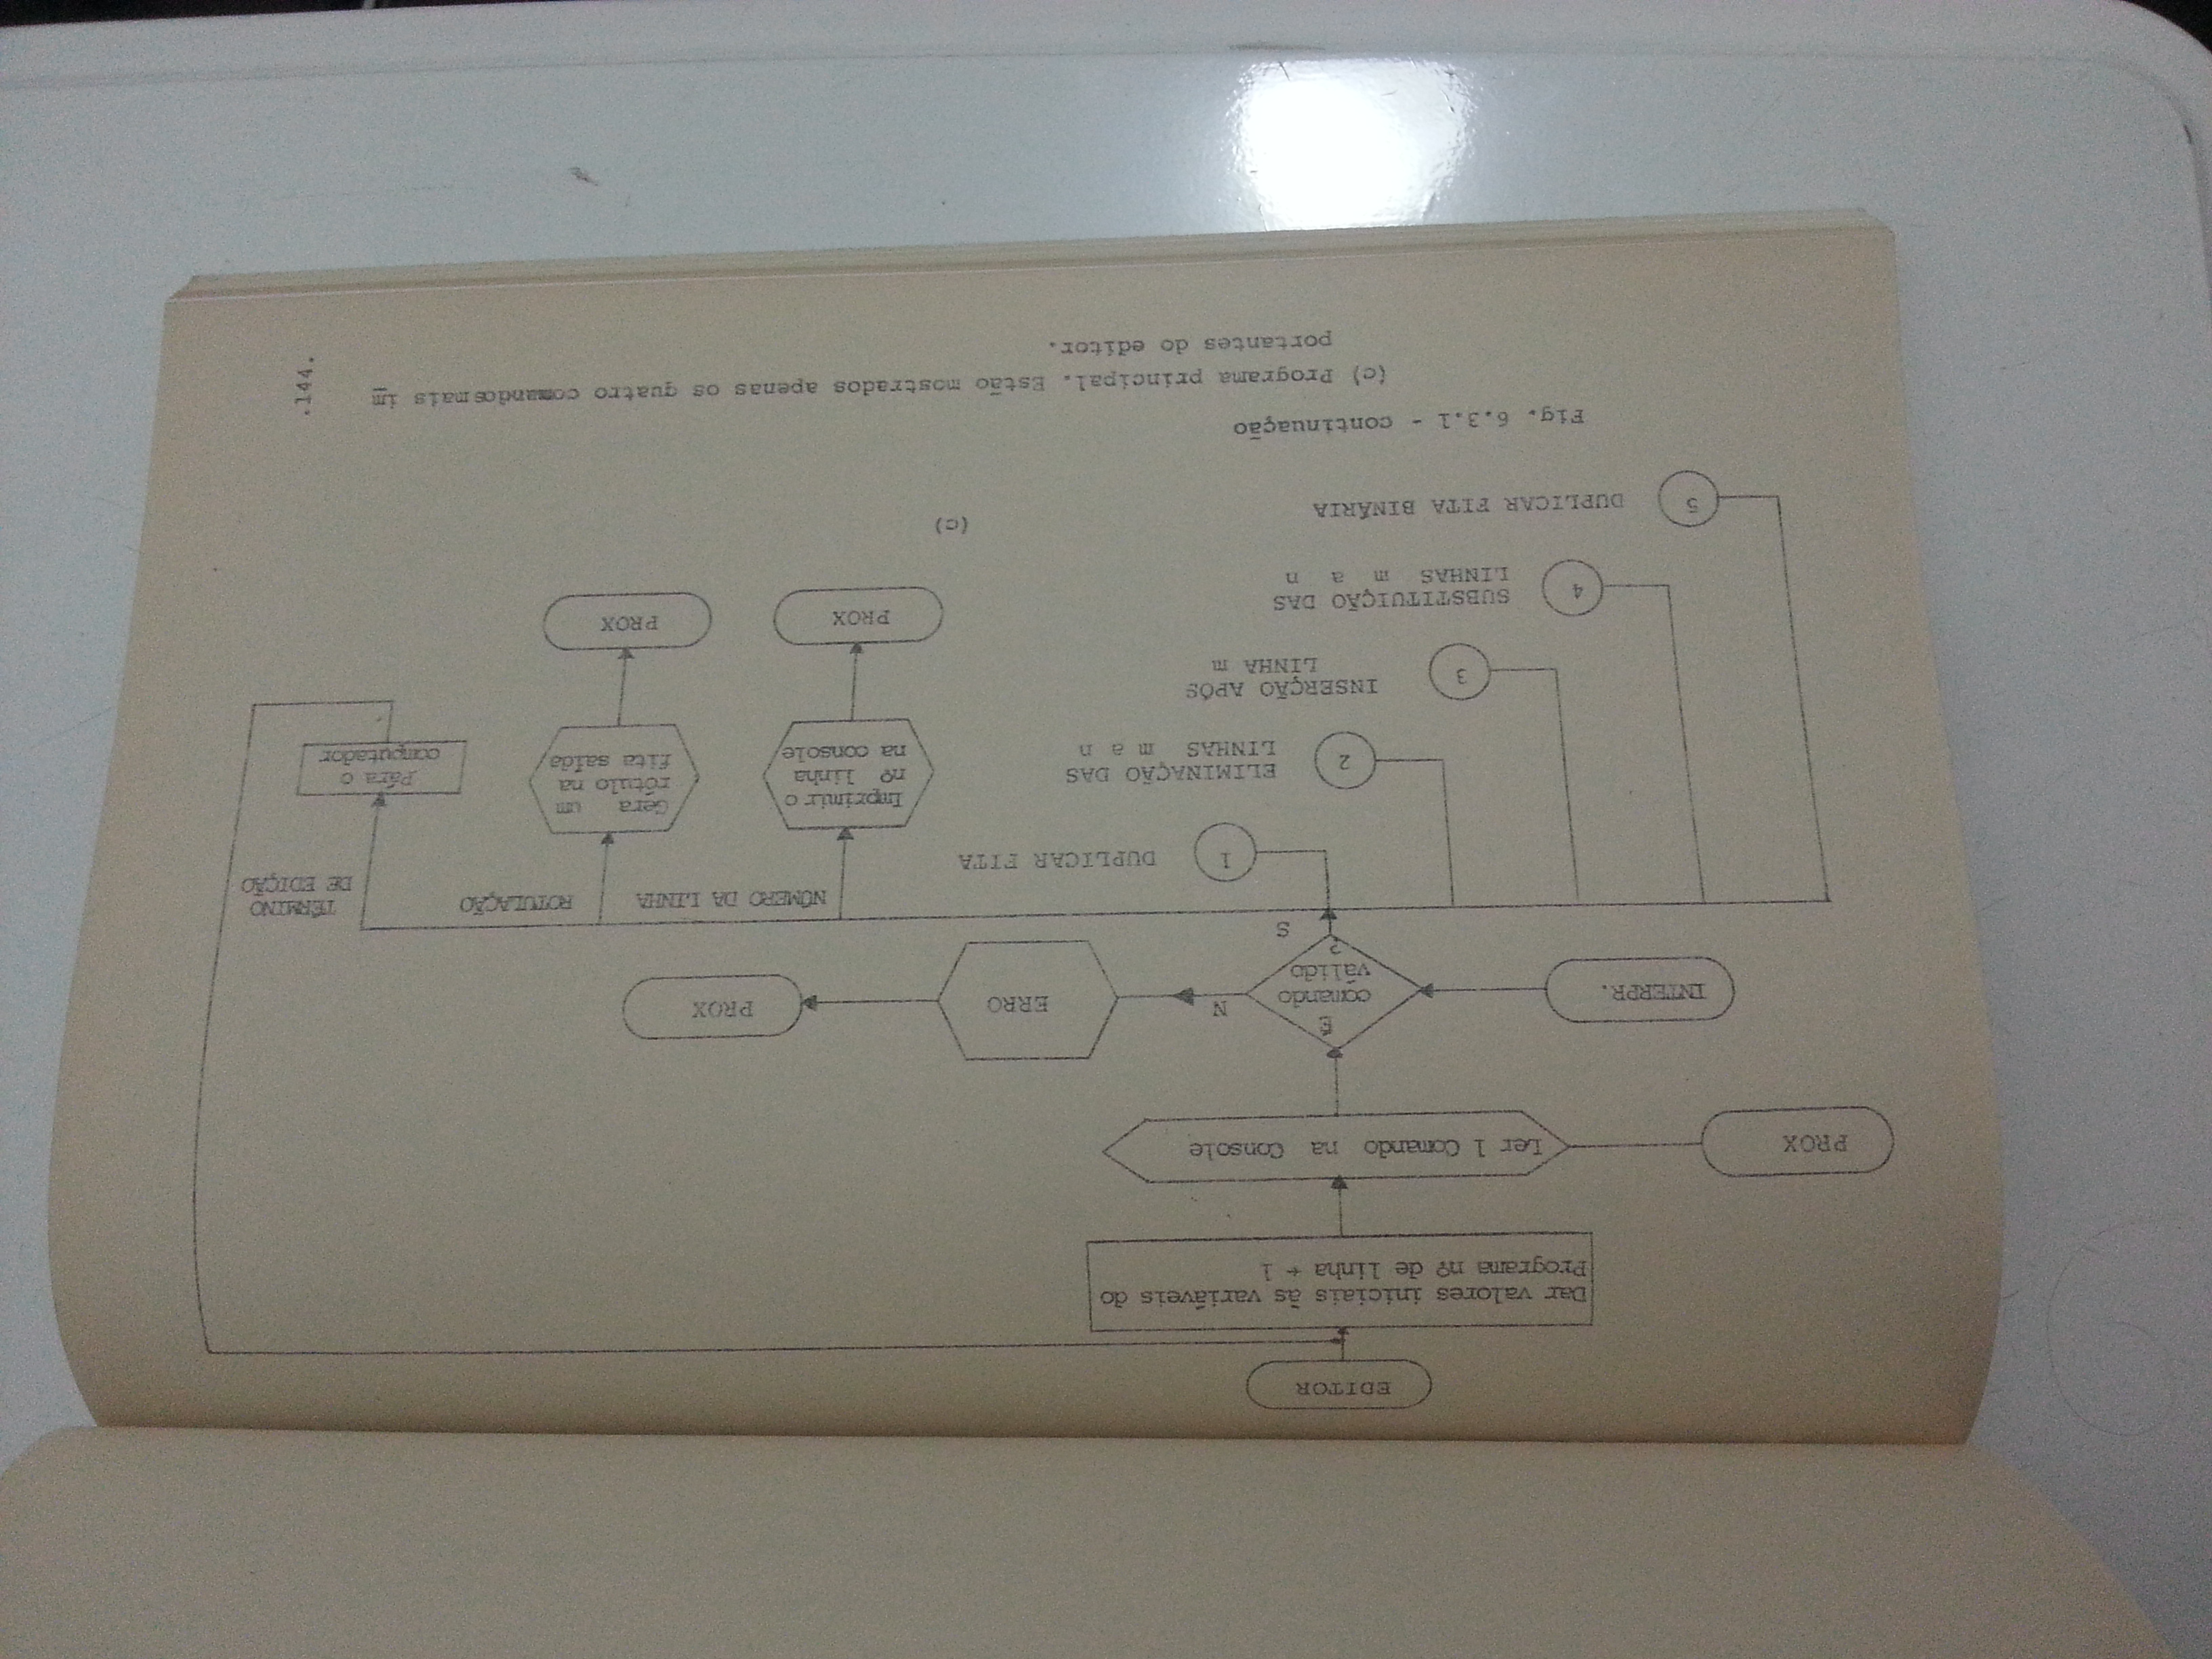 EDITOR
Dar valores iniciais às variáveis do
Programa nº de linha ← 1
PROX
Ler 1 Comando na Console
INTERPR.
É
comando
válido
?
N
ERRO
PROX
S
NÚMERO DA LINHA
ROTULAÇÃO
TÉRMINO
DE EDIÇÃO
1 DUPLICAR FITA
2 ELIMINAÇÃO DAS
LINHAS m a n
3 INSERÇÃO APÓS
LINHA m
4 SUBSTITUIÇÃO DAS
LINHAS m a n
5 DUPLICAR FITA BINÁRIA
Imprimir o
nº linha
na console
PROX
Gera um
rótulo na
fita saída
PROX
Pára o
computador
(c)
Fig. 6.3.1 - continuação
(c) Programa principal. Estão mostrados apenas os quatro comandos mais im
portantes do editor.
.144.